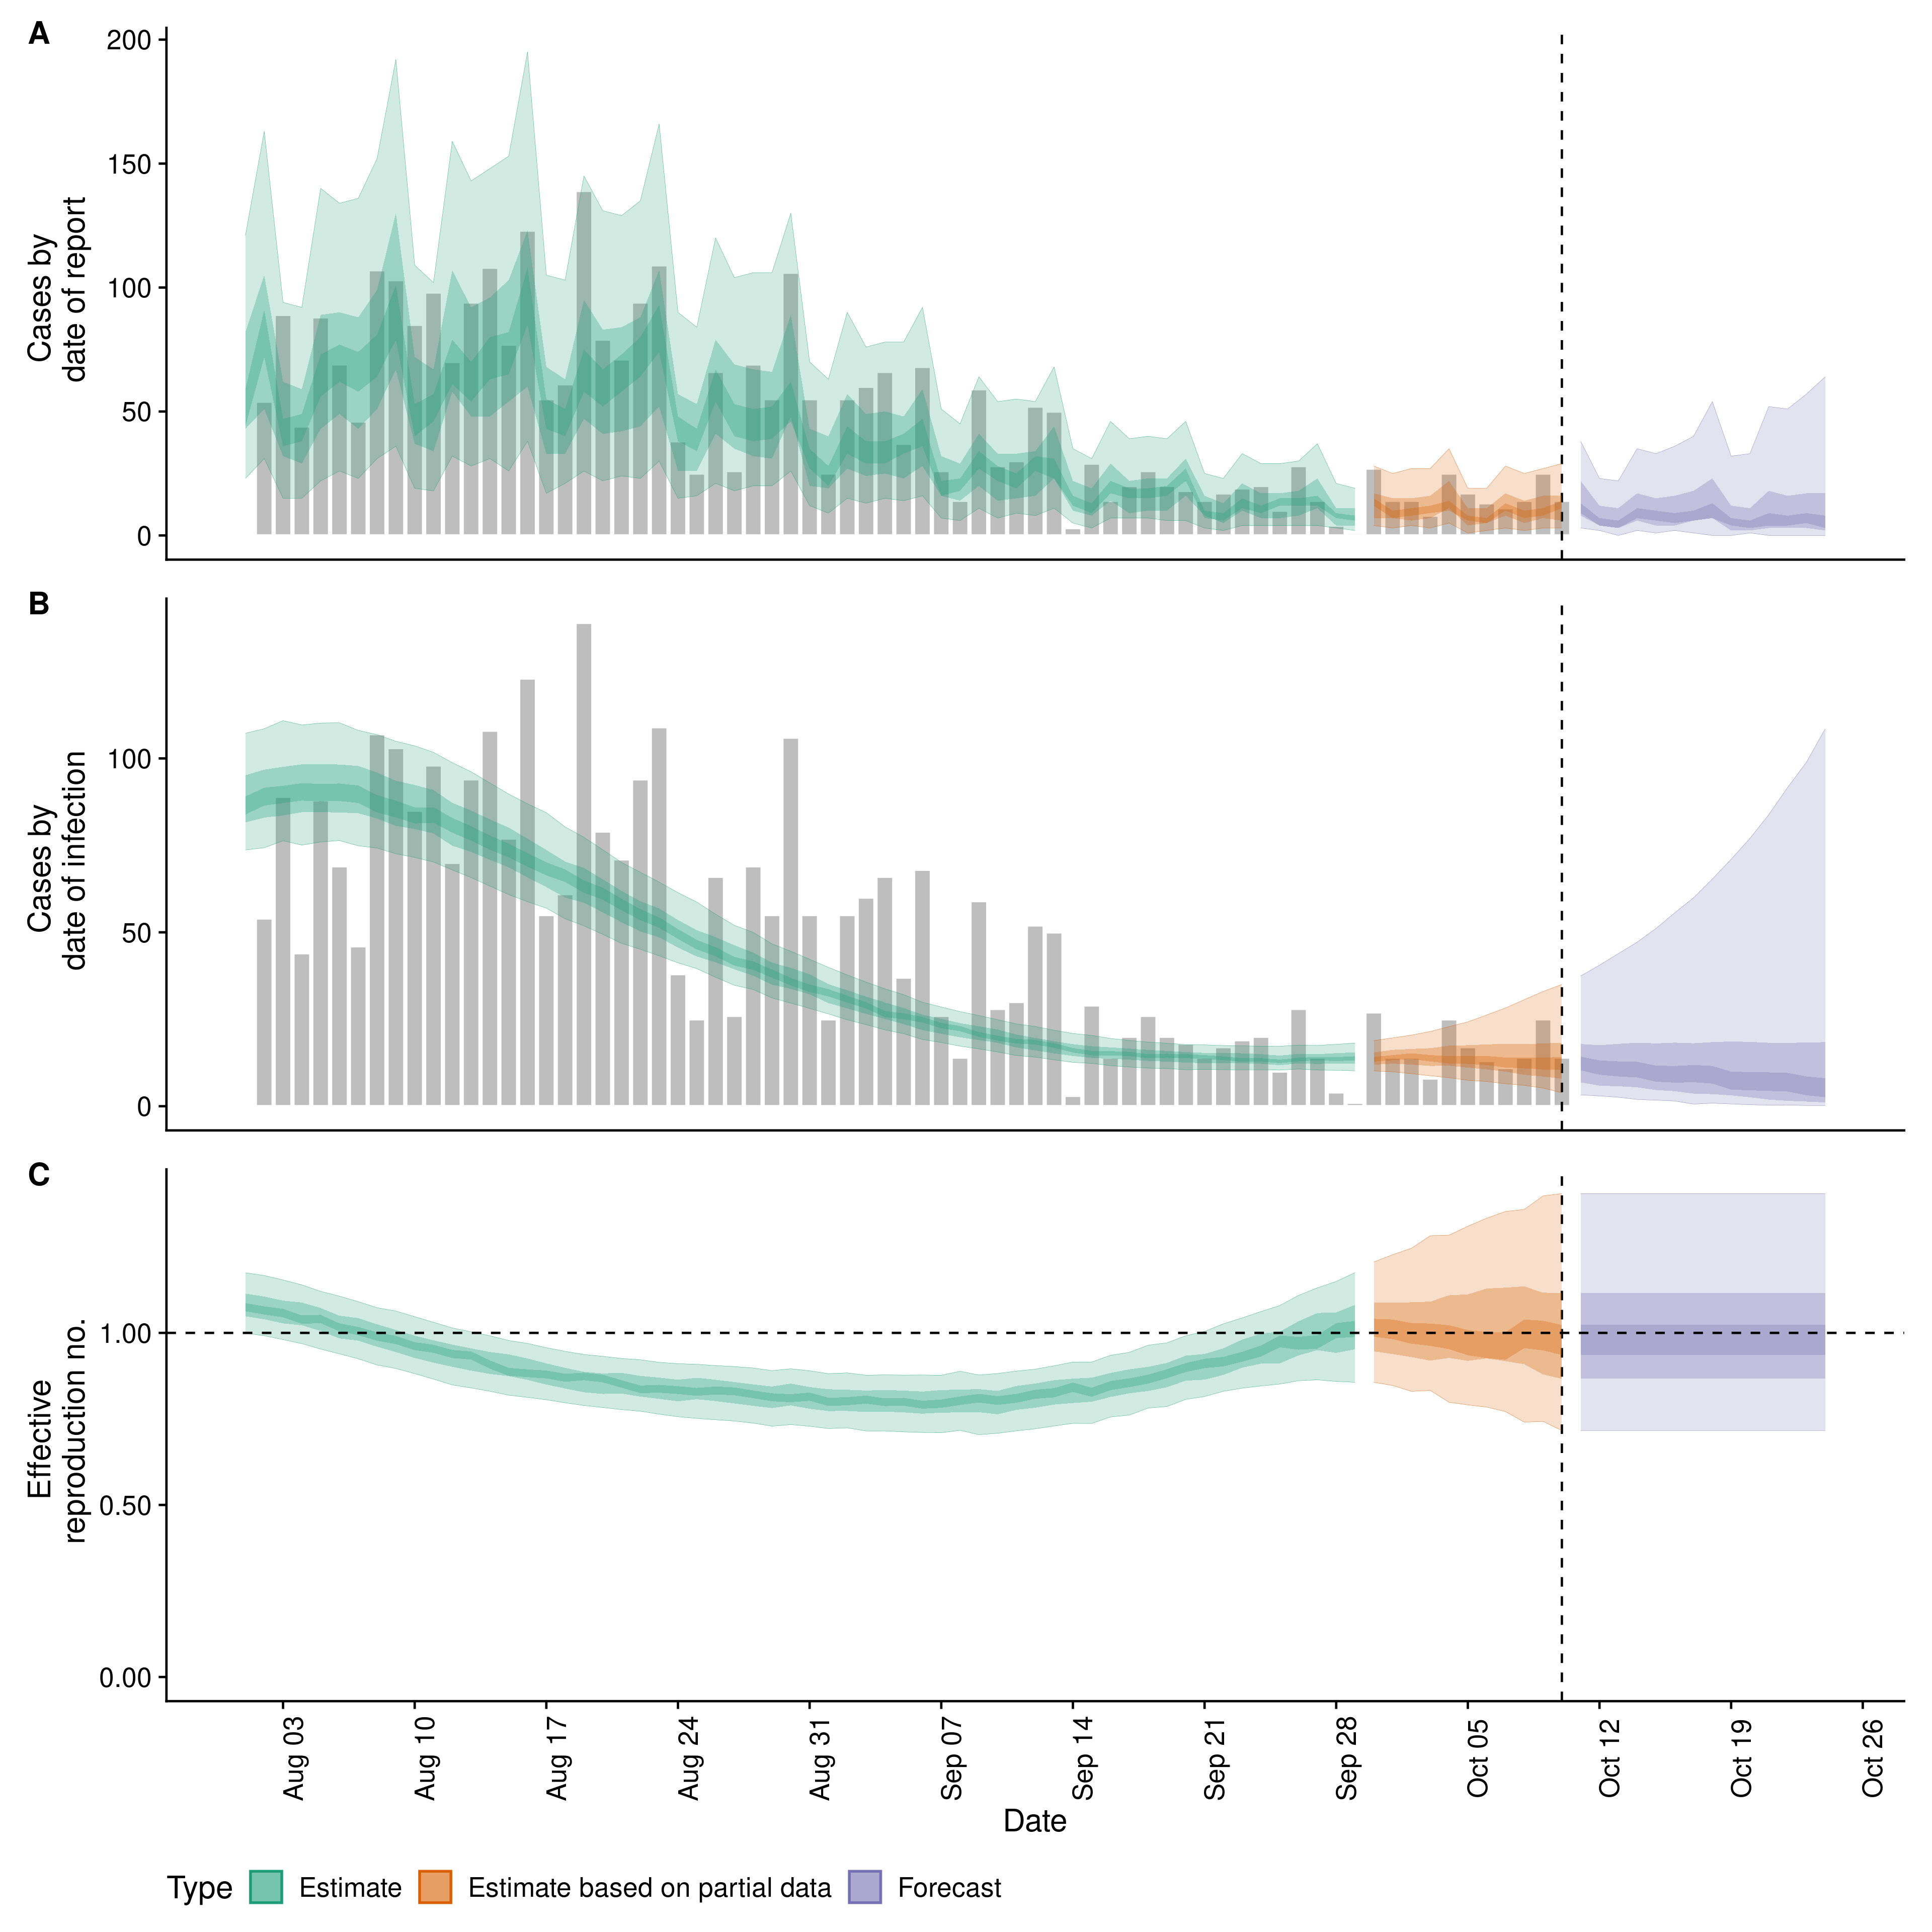 A
Cases by
date of report
200
150
100
50
0
B
Cases by
date of infection
100
50
0
C
Effective
reproduction no.
1.00
0.50
0.00
Aug 03
Aug 10
Aug 17
Aug 24
Aug 31
Sep 07
Sep 14
Sep 21
Sep 28
Oct 05
Oct 12
Oct 19
Oct 26
Date
Type Estimate Estimate based on partial data Forecast